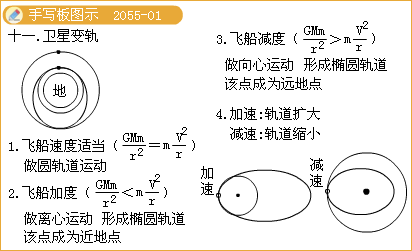 手写板图示 2055-01
十一.卫星变轨
地
1.飞船速度适当 (GMm/r²=mV²/r)
做圆轨道运动
2.飞船加度 (GMm/r²<mV²/r)
做离心运动 形成椭圆轨道
该点成为近地点
3.飞船减度 (GMm/r²>mV²/r)
做向心运动 形成椭圆轨道
该点成为远地点
4.加速:轨道扩大
减速:轨道缩小
加速
减速